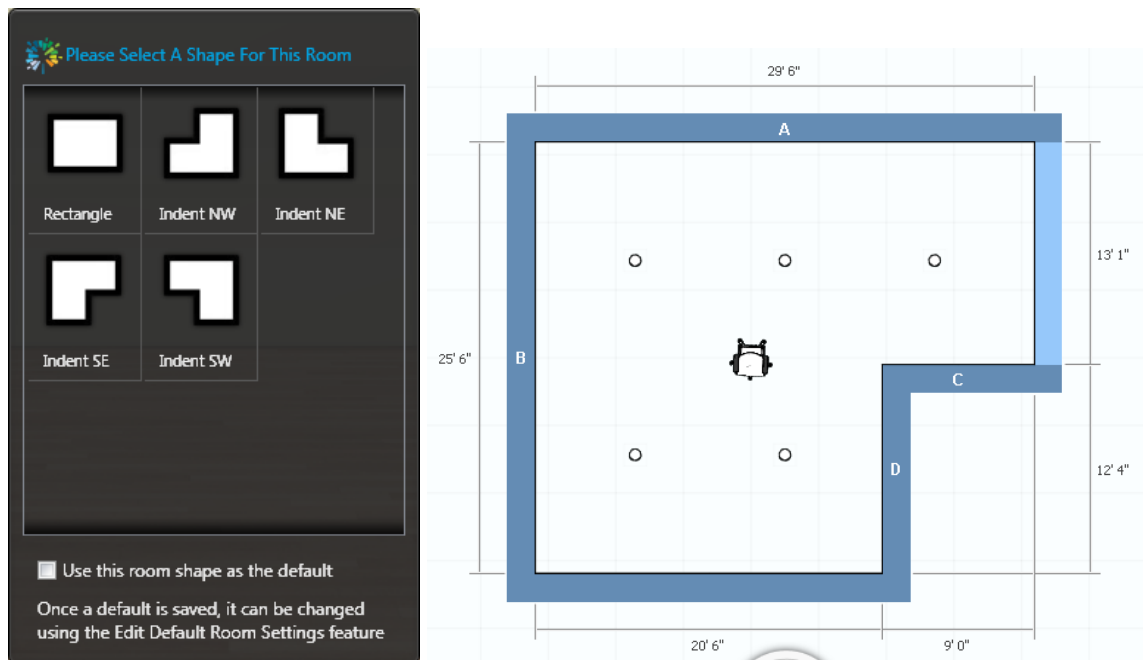 Please Select A Shape For This Room
Rectangle
Indent NW
Indent NE
Indent SE
Indent SW
Use this room shape as the default
Once a default is saved, it can be changed
using the Edit Default Room Settings feature
29' 6"
A
13' 1"
25' 6"
B
C
D
12' 4"
20' 6"
9' 0"